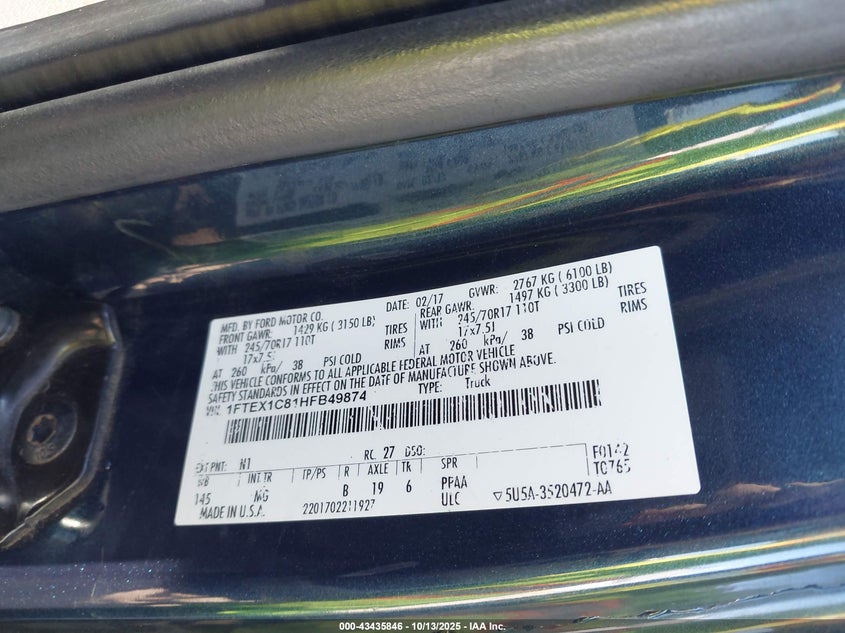 MFD. BY FORD MOTOR CO.
DATE: 02/17
GVWR: 2767 KG ( 6100 LB)
FRONT GAWR: 1429 KG ( 3150 LB)
REAR GAWR: 1497 KG ( 3300 LB)
WITH 245/70R17 110T TIRES
WITH 245/70R17 110T TIRES
17x7.5J RIMS
17x7.5J RIMS
AT 260 kPa/ 38 PSI COLD
AT 260 kPa/ 38 PSI COLD
THIS VEHICLE CONFORMS TO ALL APPLICABLE FEDERAL MOTOR VEHICLE
SAFETY STANDARDS IN EFFECT ON THE DATE OF MANUFACTURE SHOWN ABOVE.
VIN: 1FTEX1C81HFB49874
TYPE: Truck
EXT PNT: N1
RC: 27 DSO:
F0142
WB INT TR TP/PS R AXLE TR SPR
T0765
145 MG B 19 6 PPAA
MADE IN U.S.A.
2201702211927
ULC
▽5U5A-3520472-AA
000-43435846 - 10/13/2025 - IAA Inc.